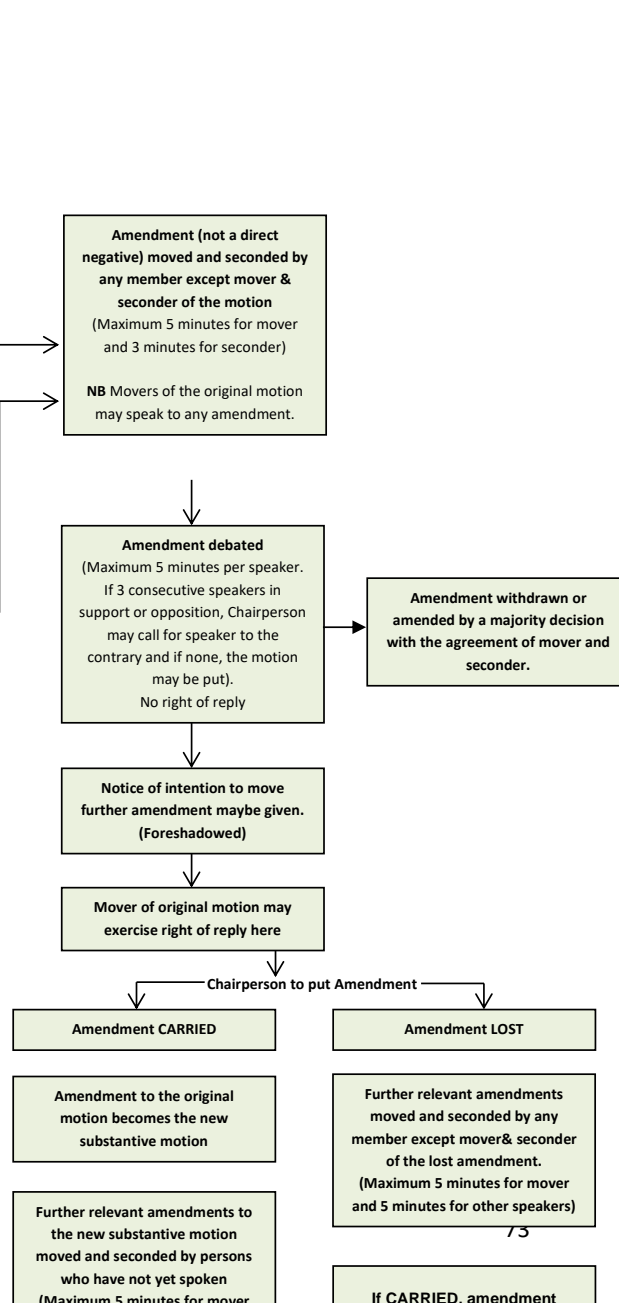 Amendment (not a direct
negative) moved and seconded by
any member except mover &
seconder of the motion
(Maximum 5 minutes for mover
and 3 minutes for seconder)
NB Movers of the original motion
may speak to any amendment.
Amendment debated
(Maximum 5 minutes per speaker.
If 3 consecutive speakers in
support or opposition, Chairperson
may call for speaker to the
contrary and if none, the motion
may be put).
No right of reply
Amendment withdrawn or
amended by a majority decision
with the agreement of mover and
seconder.
Notice of intention to move
further amendment maybe given.
(Foreshadowed)
Mover of original motion may
exercise right of reply here
Chairperson to put Amendment
Amendment CARRIED
Amendment LOST
Amendment to the original
motion becomes the new
substantive motion
Further relevant amendments
moved and seconded by any
member except mover& seconder
of the lost amendment.
(Maximum 5 minutes for mover
and 5 minutes for other speakers)
73
Further relevant amendments to
the new substantive motion
moved and seconded by persons
who have not yet spoken
(Maximum 5 minutes for mover
If CARRIED, amendment